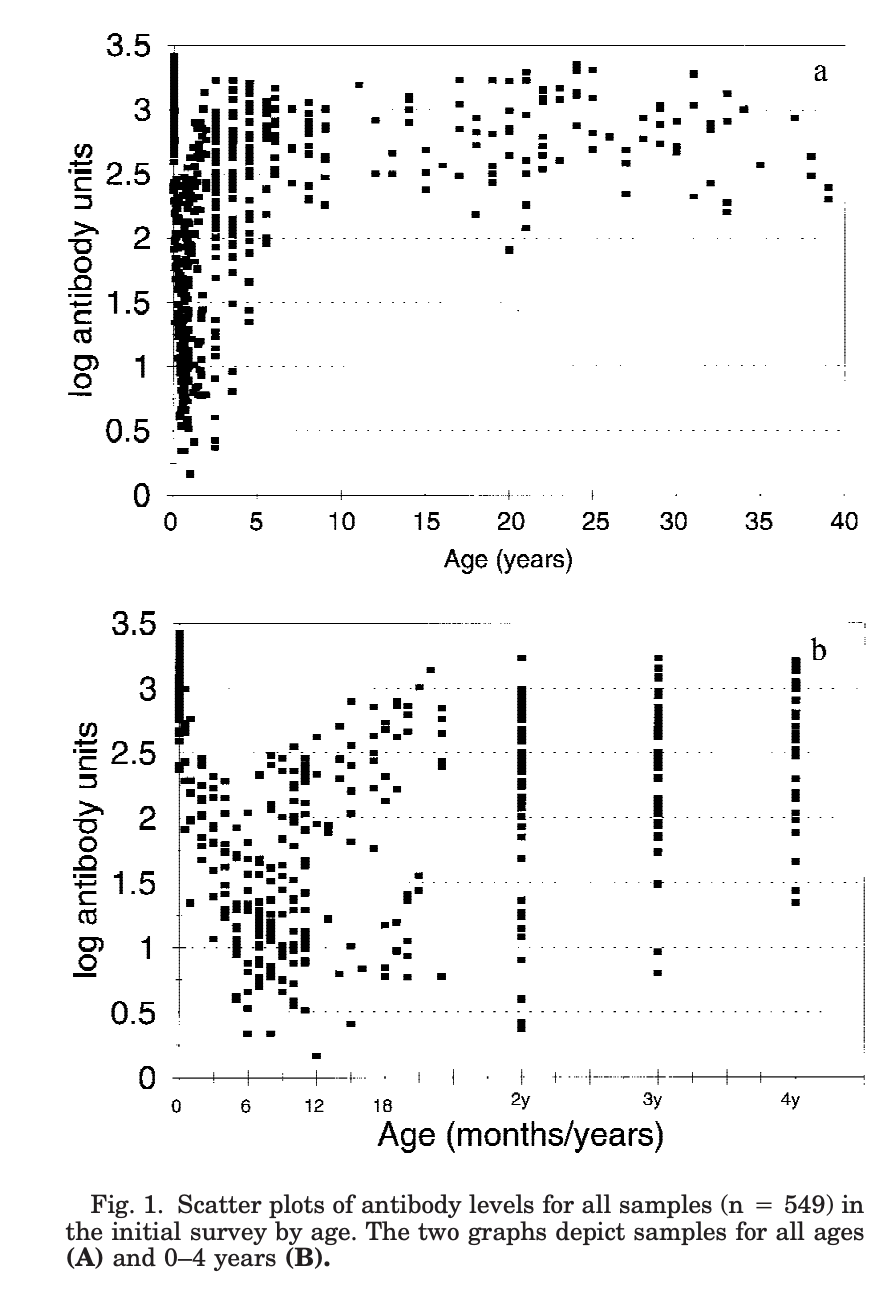 3.5
a
3
2.5
2
1.5
1
0.5
0
log antibody units
0 5 10 15 20 25 30 35 40
Age (years)
3.5
b
3
2.5
2
1.5
1
0.5
0
log antibody units
0 6 12 18 2y 3y 4y
Age (months/years)
Fig. 1. Scatter plots of antibody levels for all samples (n = 549) in
the initial survey by age. The two graphs depict samples for all ages
(A) and 0–4 years (B).